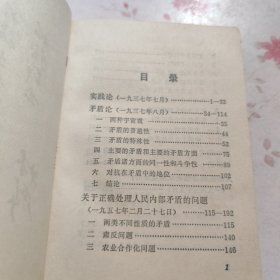 目 录
实践论(一九三七年七月)……1—33
矛盾论(一九三七年八月)……34—114
一 两种宇宙观……35
二 矛盾的普遍性……44
三 矛盾的特殊性……55
四 主要的矛盾和主要的矛盾方面……80
五 矛盾诸方面的同一性和斗争性……
六 对抗在矛盾中的地位……107
七 结论……
关于正确处理人民内部矛盾的问题
(一九五七年二月二十七日)……115—192
一 两类不同性质的矛盾……
二 肃反问题……140
三 农业合作化问题……146
1